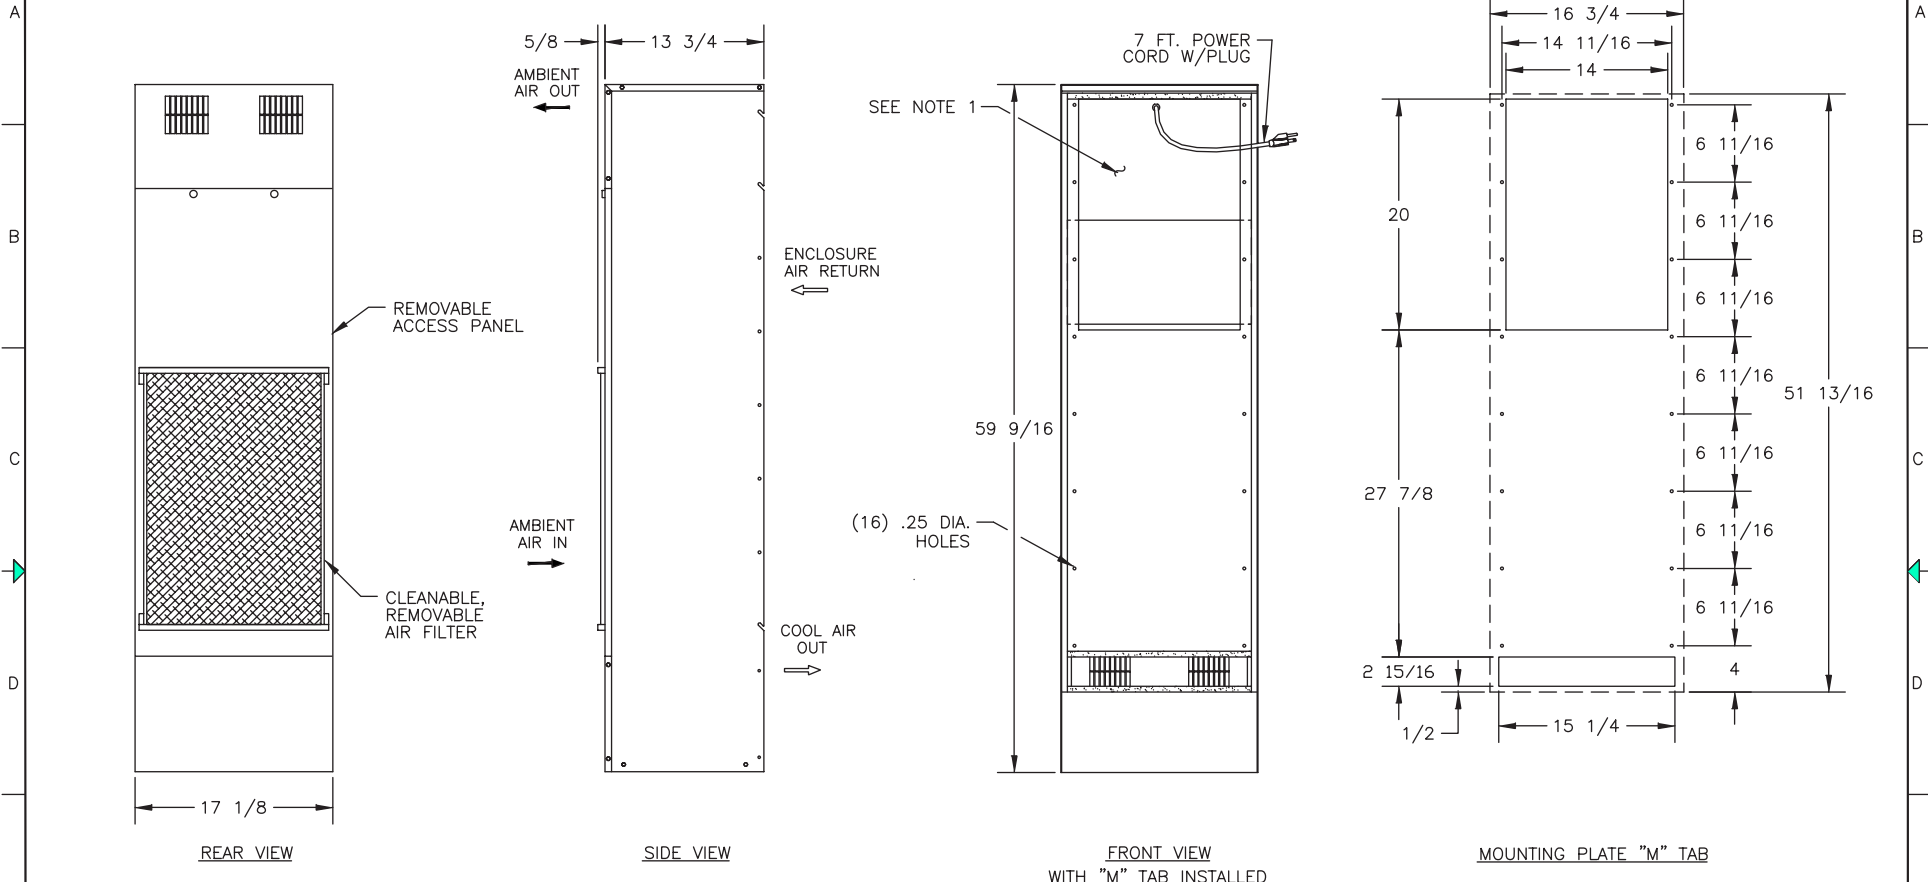 A
B
C
D
5/8
13 3/4
AMBIENT
AIR OUT
REMOVABLE
ACCESS PANEL
CLEANABLE,
REMOVABLE
AIR FILTER
17 1/8
REAR VIEW
ENCLOSURE
AIR RETURN
AMBIENT
AIR IN
COOL AIR
OUT
SIDE VIEW
7 FT. POWER
CORD W/PLUG
SEE NOTE 1
59 9/16
(16) .25 DIA.
HOLES
FRONT VIEW
WITH "M" TAB INSTALLED
16 3/4
14 11/16
14
20
27 7/8
2 15/16
1/2
15 1/4
6 11/16
6 11/16
6 11/16
6 11/16
6 11/16
6 11/16
6 11/16
4
51 13/16
MOUNTING PLATE "M" TAB
A
B
C
D